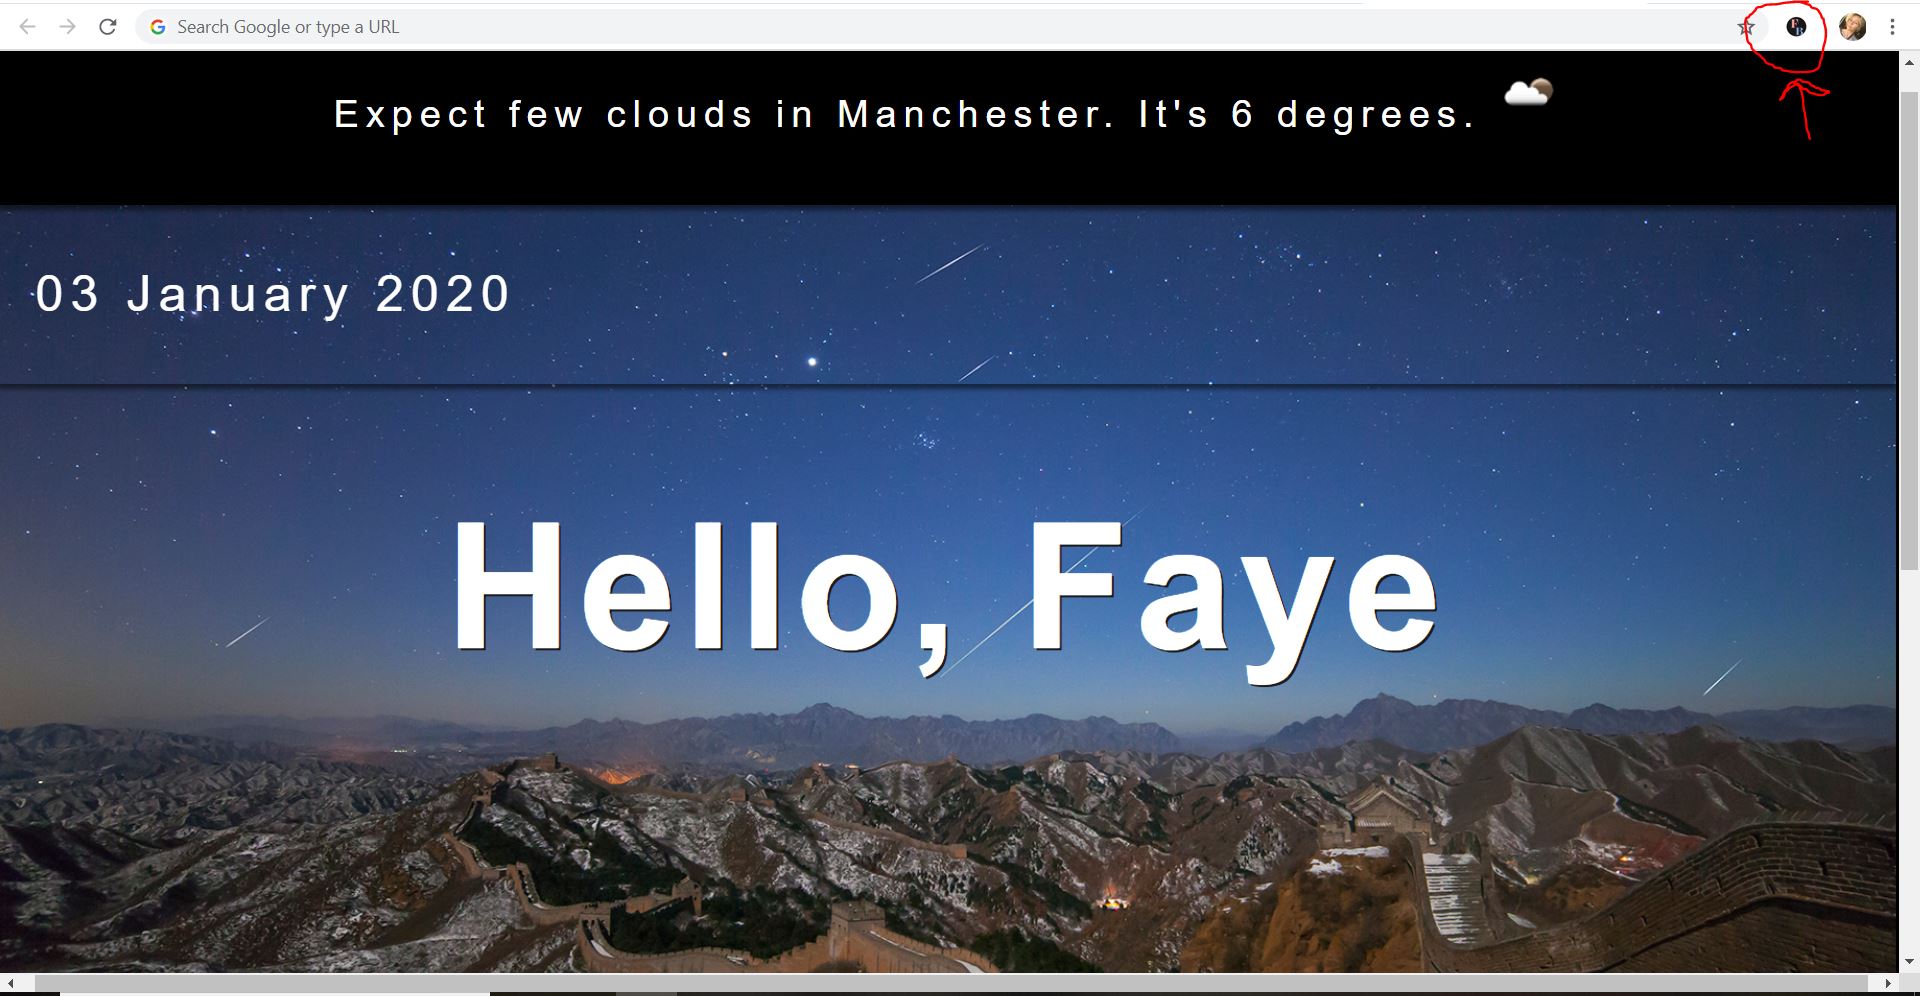 Search Google or type a URL
Expect few clouds in Manchester. It's 6 degrees.
03 January 2020
Hello, Faye